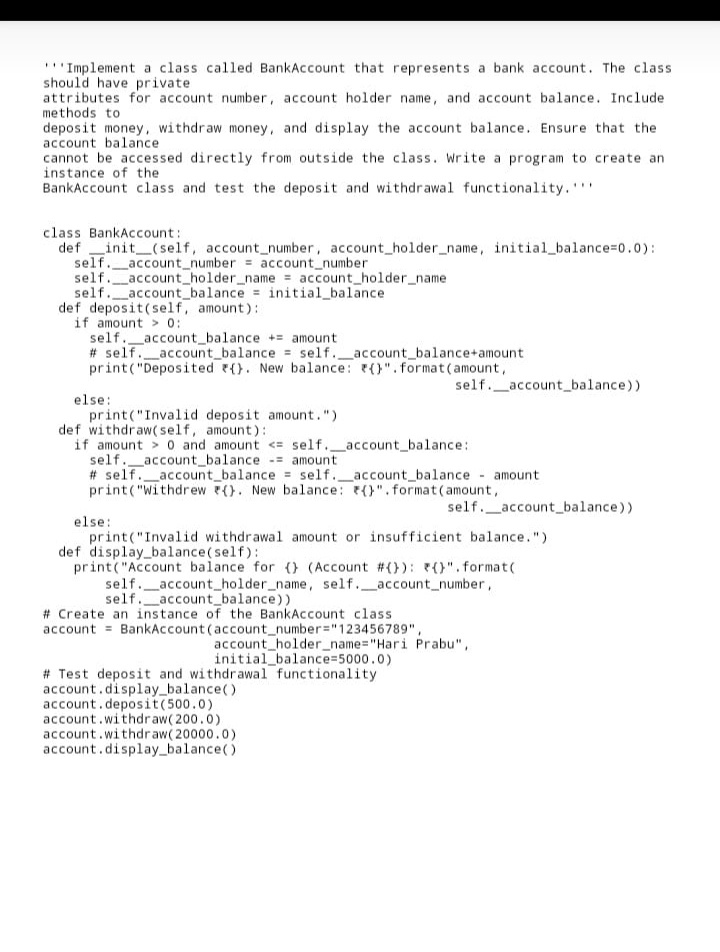 '''Implement a class called BankAccount that represents a bank account. The class
should have private
attributes for account number, account holder name, and account balance. Include
methods to
deposit money, withdraw money, and display the account balance. Ensure that the
account balance
cannot be accessed directly from outside the class. Write a program to create an
instance of the
BankAccount class and test the deposit and withdrawal functionality.'''
class BankAccount:
  def __init__(self, account_number, account_holder_name, initial_balance=0.0):
    self.__account_number = account_number
    self.__account_holder_name = account_holder_name
    self.__account_balance = initial_balance
  def deposit(self, amount):
    if amount > 0:
      self.__account_balance += amount
      # self.__account_balance = self.__account_balance+amount
      print("Deposited ₹{}. New balance: ₹{}".format(amount,
                                                     self.__account_balance))
    else:
      print("Invalid deposit amount.")
  def withdraw(self, amount):
    if amount > 0 and amount <= self.__account_balance:
      self.__account_balance -= amount
      # self.__account_balance = self.__account_balance - amount
      print("Withdrew ₹{}. New balance: ₹{}".format(amount,
                                                    self.__account_balance))
    else:
      print("Invalid withdrawal amount or insufficient balance.")
  def display_balance(self):
    print("Account balance for {} (Account #{}): ₹{}".format(
        self.__account_holder_name, self.__account_number,
        self.__account_balance))
# Create an instance of the BankAccount class
account = BankAccount(account_number="123456789",
                      account_holder_name="Hari Prabu",
                      initial_balance=5000.0)
# Test deposit and withdrawal functionality
account.display_balance()
account.deposit(500.0)
account.withdraw(200.0)
account.withdraw(20000.0)
account.display_balance()